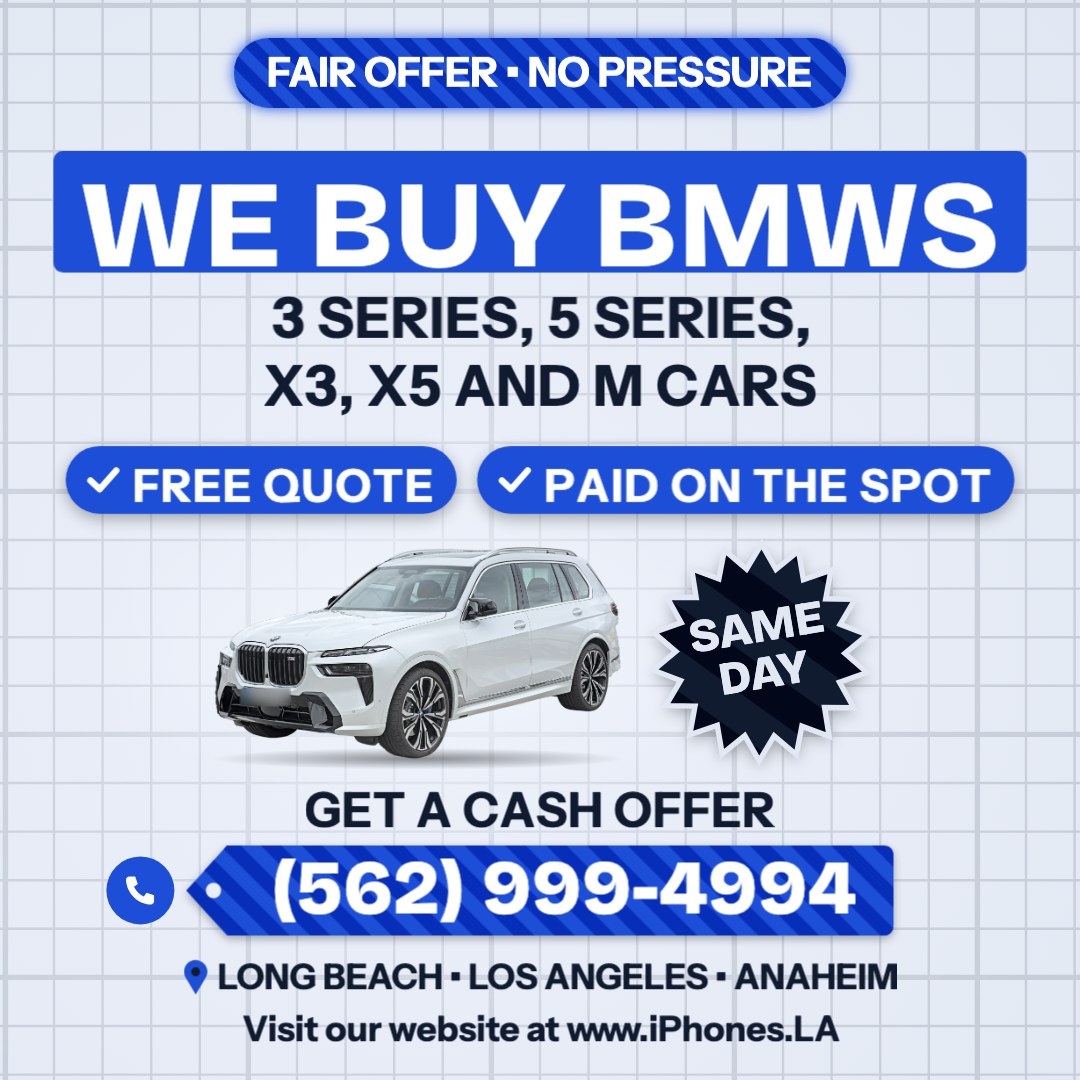 FAIR OFFER ▪ NO PRESSURE
WE BUY BMWS
3 SERIES, 5 SERIES,
X3, X5 AND M CARS
FREE QUOTE
PAID ON THE SPOT
SAME
DAY
GET A CASH OFFER
(562) 999-4994
LONG BEACH ▪ LOS ANGELES ▪ ANAHEIM
Visit our website at www.iPhones.LA